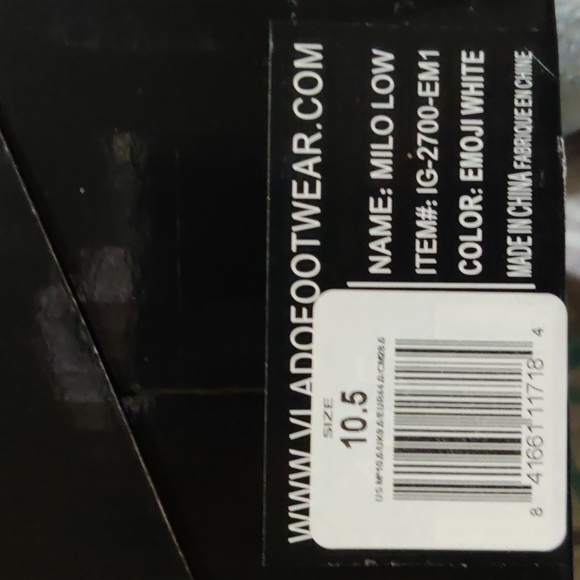 WWW.VLADOFOOTWEAR.COM
NAME: MILO LOW
ITEM#: IG-2700-EM1
COLOR: EMOJI WHITE
MADE IN CHINA FABRIQUE EN CHINE
SIZE
10.5
8 41661 11718 4